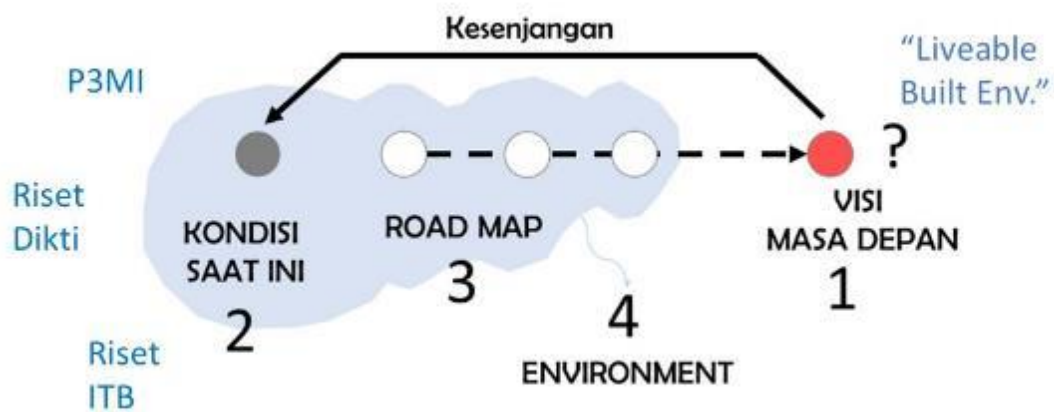 Kesenjangan
"Liveable
Built Env."
P3MI
?
Riset
Dikti
KONDISI
SAAT INI
2
ROAD MAP
3
VISI
MASA DEPAN
1
4
ENVIRONMENT
Riset
ITB